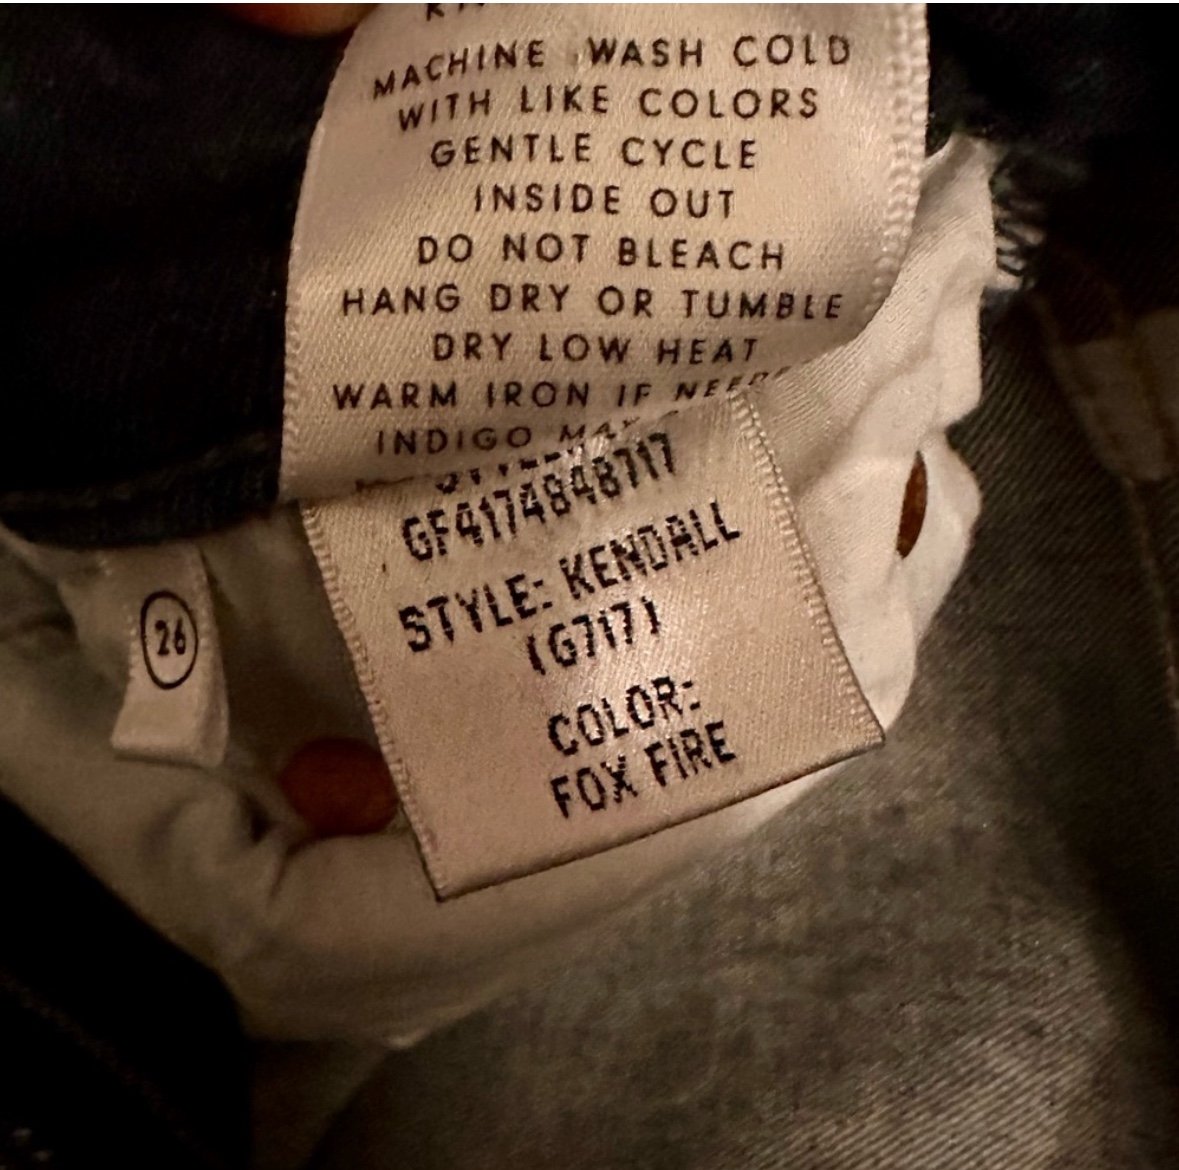 MACHINE WASH COLD
WITH LIKE COLORS
GENTLE CYCLE
INSIDE OUT
DO NOT BLEACH
HANG DRY OR TUMBLE
DRY LOW HEAT
WARM IRON IF
INDIGO
GF4174848717
STYLE: KENDALL
(G717)
COLOR:
FOX FIRE
26